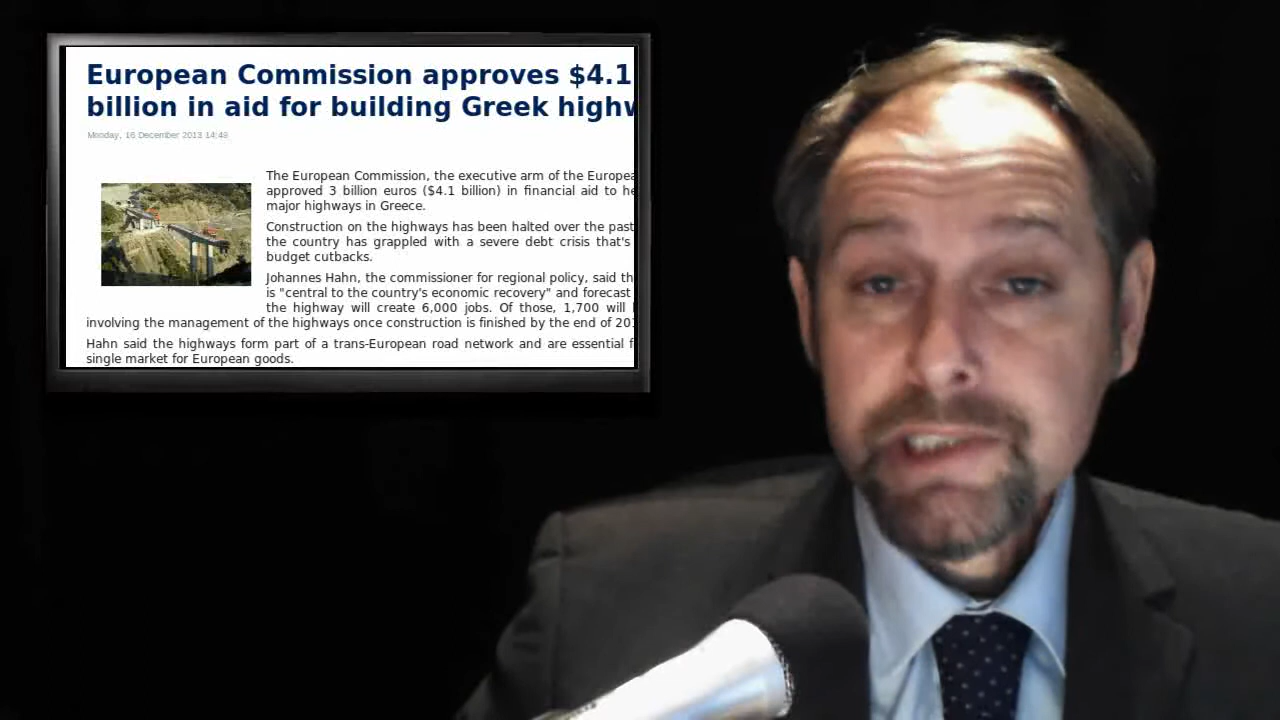 European Commission approves $4.1
billion in aid for building Greek highw
Monday, 16 December 2013 14:49
The European Commission, the executive arm of the Europea
approved 3 billion euros ($4.1 billion) in financial aid to he
major highways in Greece.
Construction on the highways has been halted over the past
the country has grappled with a severe debt crisis that's
budget cutbacks.
Johannes Hahn, the commissioner for regional policy, said th
is "central to the country's economic recovery" and forecast
the highway will create 6,000 jobs. Of those, 1,700 will
involving the management of the highways once construction is finished by the end of 201
Hahn said the highways form part of a trans-European road network and are essential f
single market for European goods.